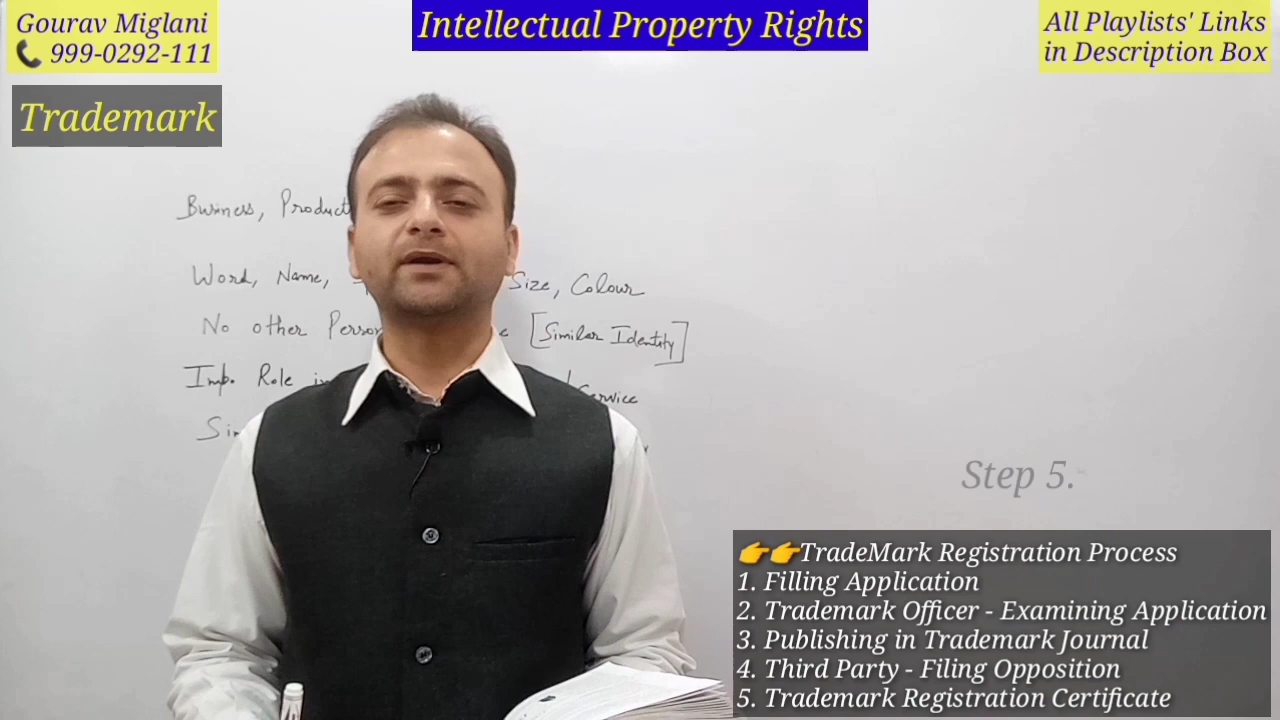 Gourav Miglani
📞 999-0292-111
Intellectual Property Rights
All Playlists' Links
in Description Box
Trademark
Business, Product
Word, Name, Size, Colour
No other Person [Similar Identity]
Imp. Role in Service
Step 5.
👉👉TradeMark Registration Process
1. Filling Application
2. Trademark Officer - Examining Application
3. Publishing in Trademark Journal
4. Third Party - Filing Opposition
5. Trademark Registration Certificate